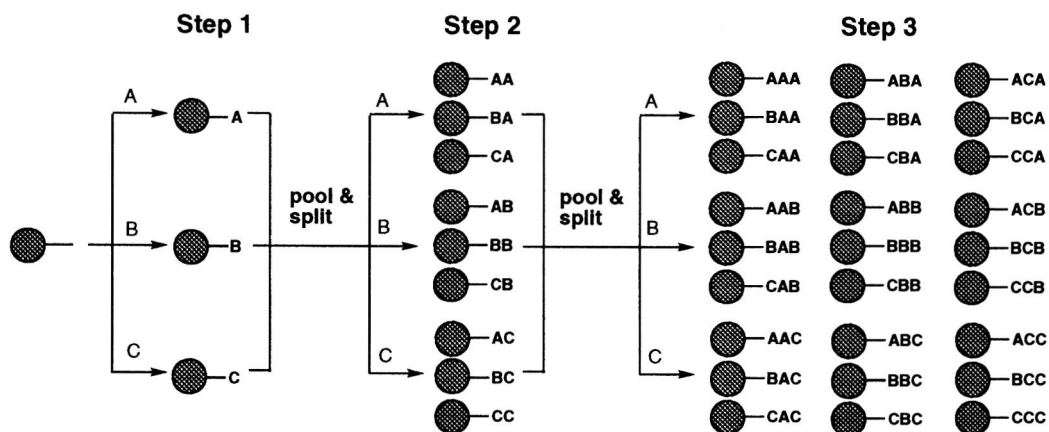 Step 1
Step 2
Step 3
A
A
B
B
C
C
pool &
split
A
B
C
AA
BA
CA
AB
BB
CB
AC
BC
CC
pool &
split
A
B
C
AAA ABA ACA
BAA BBA BCA
CAA CBA CCA
AAB ABB ACB
BAB BBB BCB
CAB CBB CCB
AAC ABC ACC
BAC BBC BCC
CAC CBC CCC